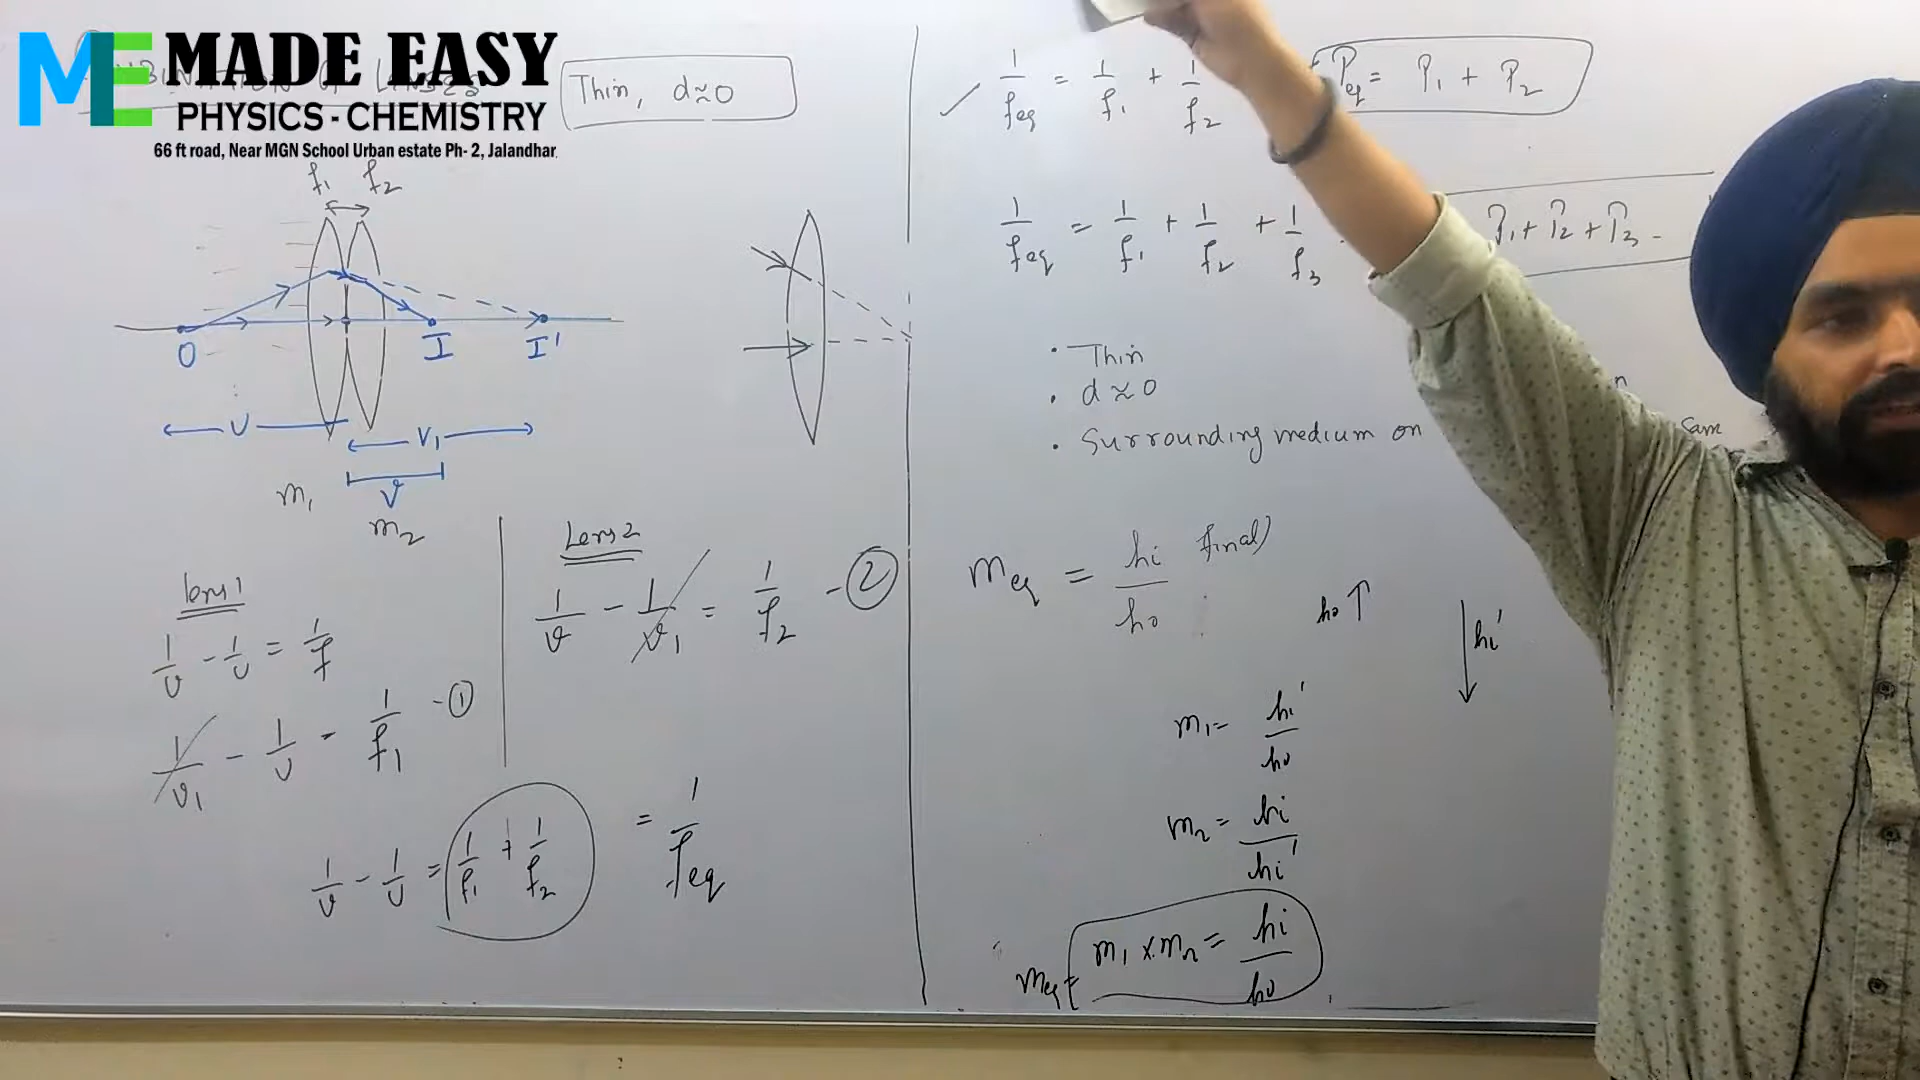 ME MADE EASY
PHYSICS - CHEMISTRY
66 ft road, Near MGN School Urban estate Ph- 2, Jalandhar
Thin, d≈0
f₁ f₂
O I I'
u v₁
v
m₁
m₂
lens 1
1/v - 1/u = 1/f
1/v₁ - 1/u = 1/f₁ - ①
Lens 2
1/v - 1/v₁ = 1/f₂ - ②
1/v - 1/u = 1/f₁ + 1/f₂ = 1/feq
1/feq = 1/f₁ + 1/f₂
Peq = P₁ + P₂
1/feq = 1/f₁ + 1/f₂ + 1/f₃
P₁ + P₂ + P₃ -
• Thin
• d≈0
• Surrounding medium on
Sam
meq = hi/ho (final)
ho ↑ ↓ hi'
m₁ = hi'/ho
m₂ = hi/hi'
meq = m₁ × m₂ = hi/ho